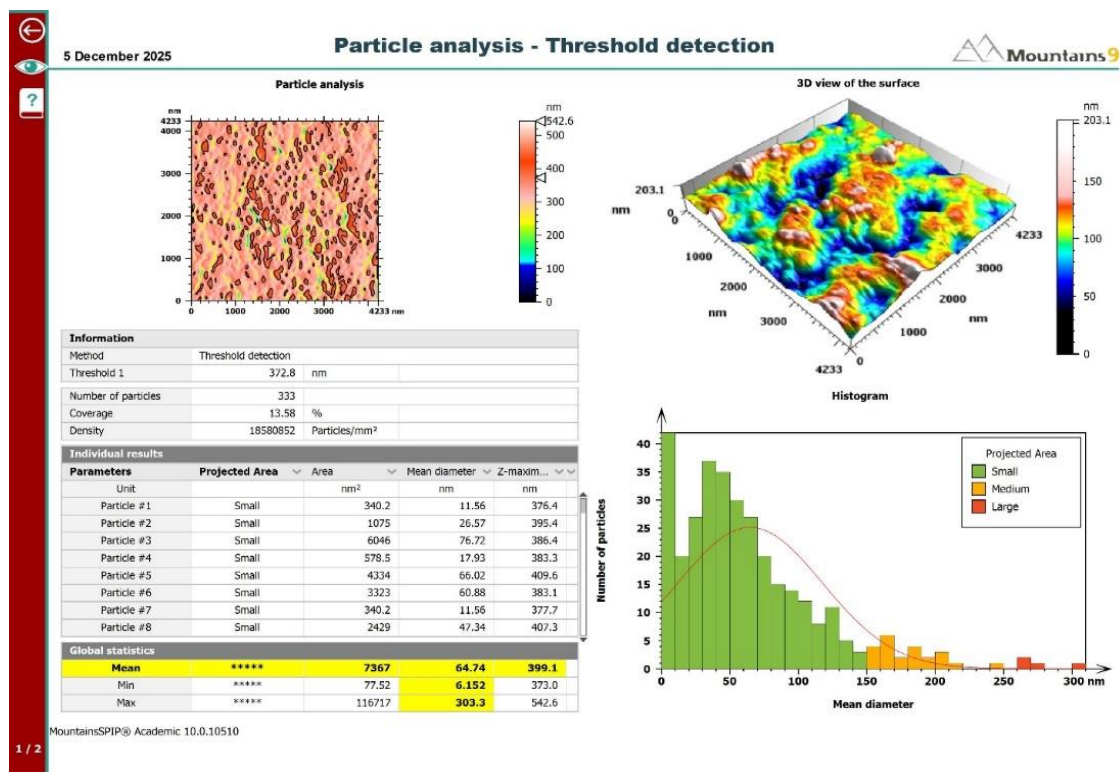 5 December 2025
Particle analysis - Threshold detection
Mountains 9
?
Particle analysis
nm
4233
4000
3000
2000
1000
0
0 1000 2000 3000 4233 nm
nm
542.6
500
400
300
200
100
0
3D view of the surface
203.1
nm
0
0
1000
2000
nm
3000
4233
4233
3000
2000
nm
1000
0
nm
203.1
150
100
50
0
Information
Method Threshold detection
Threshold 1 372.8 nm
Number of particles 333
Coverage 13.58 %
Density 18580852 Particles/mm²
Individual results
Parameters Projected Area Area Mean diameter Z-maxim...
Unit nm² nm nm
Particle #1 Small 340.2 11.56 376.4
Particle #2 Small 1075 26.57 395.4
Particle #3 Small 6046 76.72 386.4
Particle #4 Small 578.5 17.93 383.3
Particle #5 Small 4334 66.02 409.6
Particle #6 Small 3323 60.88 383.1
Particle #7 Small 340.2 11.56 377.7
Particle #8 Small 2429 47.34 407.3
Global statistics
Mean ***** 7367 64.74 399.1
Min ***** 77.52 6.152 373.0
Max ***** 116717 303.3 542.6
Histogram
Number of particles
40
35
30
25
20
15
10
5
0
0 50 100 150 200 250 300 nm
Mean diameter
Projected Area
Small
Medium
Large
MountainsSPIP® Academic 10.0.10510
1 / 2